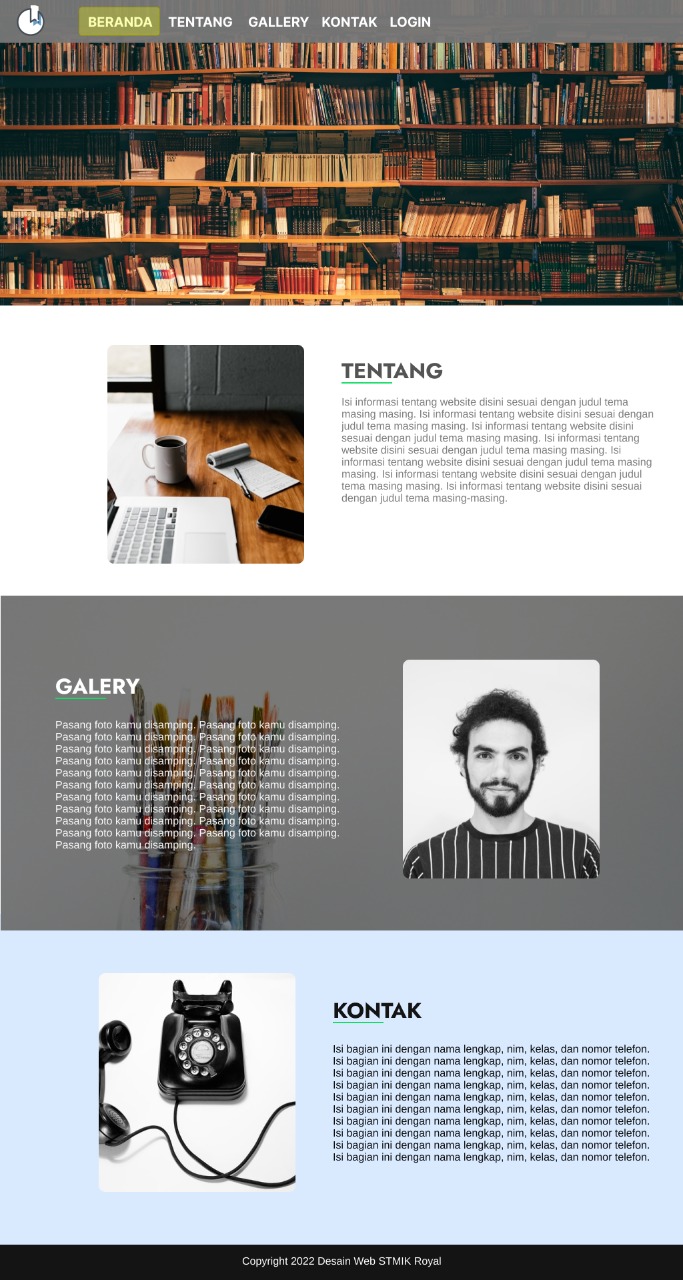 BERANDA TENTANG GALLERY KONTAK LOGIN
TENTANG
Isi informasi tentang website disini sesuai dengan judul tema
masing masing. Isi informasi tentang website disini sesuai dengan
judul tema masing masing. Isi informasi tentang website disini
sesuai dengan judul tema masing masing. Isi informasi tentang
website disini sesuai dengan judul tema masing masing. Isi
informasi tentang website disini sesuai dengan judul tema masing
masing. Isi informasi tentang website disini sesuai dengan judul
tema masing masing. Isi informasi tentang website disini sesuai
dengan judul tema masing-masing.
GALERY
Pasang foto kamu disamping. Pasang foto kamu disamping.
Pasang foto kamu disamping. Pasang foto kamu disamping.
Pasang foto kamu disamping. Pasang foto kamu disamping.
Pasang foto kamu disamping. Pasang foto kamu disamping.
Pasang foto kamu disamping. Pasang foto kamu disamping.
Pasang foto kamu disamping. Pasang foto kamu disamping.
Pasang foto kamu disamping. Pasang foto kamu disamping.
Pasang foto kamu disamping. Pasang foto kamu disamping.
Pasang foto kamu disamping. Pasang foto kamu disamping.
Pasang foto kamu disamping. Pasang foto kamu disamping.
Pasang foto kamu disamping.
KONTAK
Isi bagian ini dengan nama lengkap, nim, kelas, dan nomor telefon.
Isi bagian ini dengan nama lengkap, nim, kelas, dan nomor telefon.
Isi bagian ini dengan nama lengkap, nim, kelas, dan nomor telefon.
Isi bagian ini dengan nama lengkap, nim, kelas, dan nomor telefon.
Isi bagian ini dengan nama lengkap, nim, kelas, dan nomor telefon.
Isi bagian ini dengan nama lengkap, nim, kelas, dan nomor telefon.
Isi bagian ini dengan nama lengkap, nim, kelas, dan nomor telefon.
Isi bagian ini dengan nama lengkap, nim, kelas, dan nomor telefon.
Isi bagian ini dengan nama lengkap, nim, kelas, dan nomor telefon.
Isi bagian ini dengan nama lengkap, nim, kelas, dan nomor telefon.
Copyright 2022 Desain Web STMIK Royal